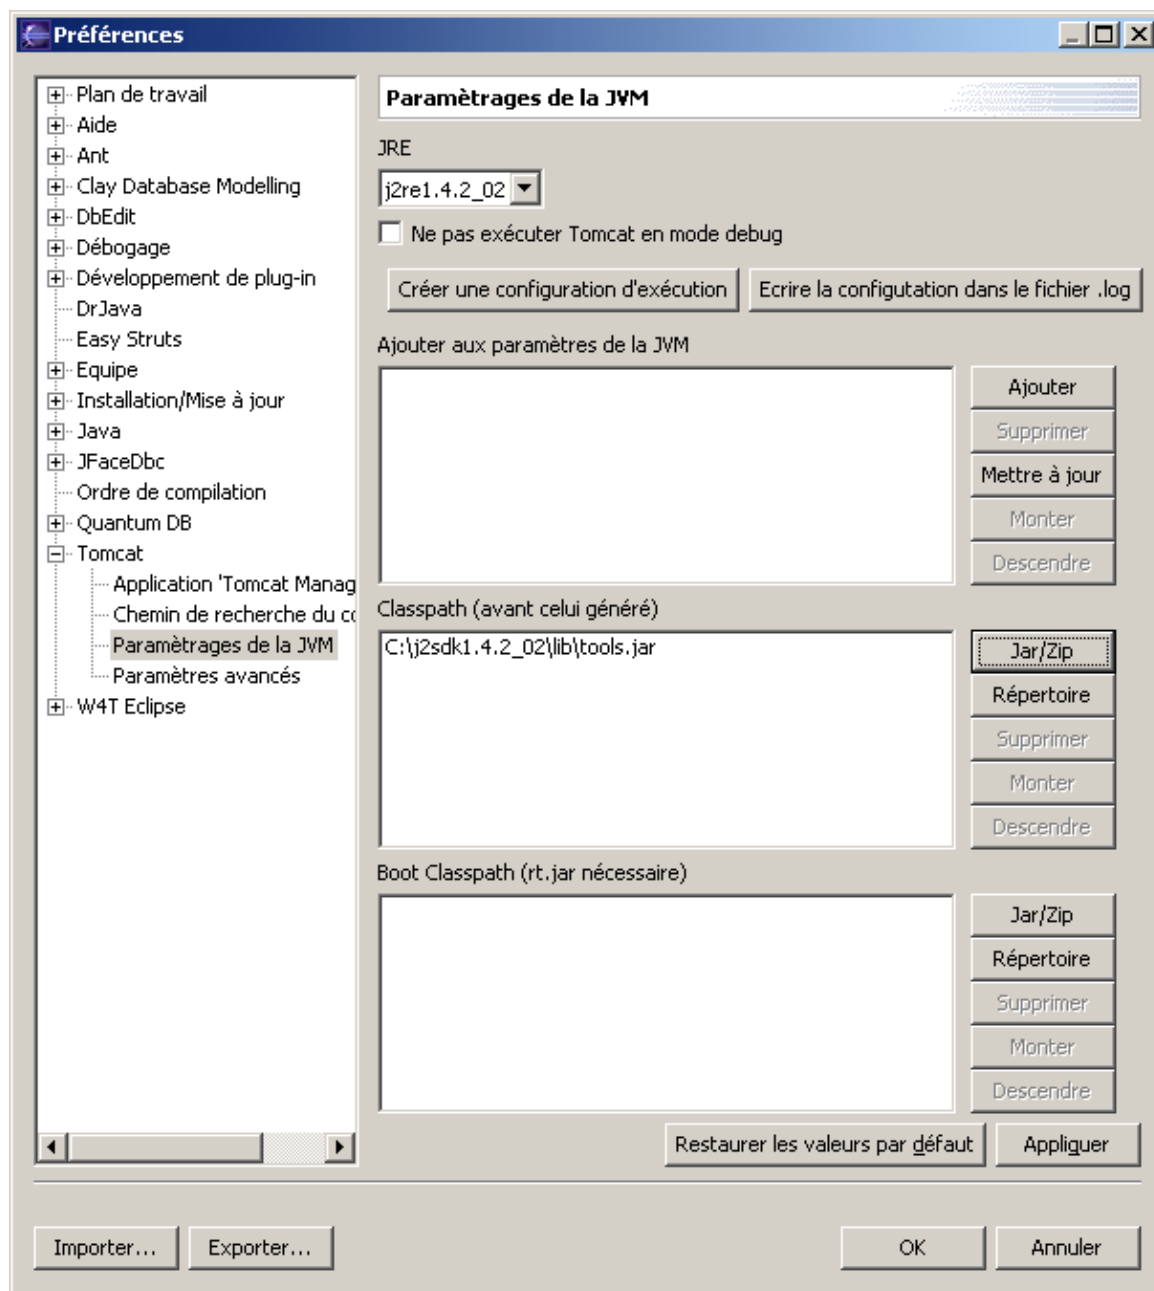 Préférences
Plan de travail
Aide
Ant
Clay Database Modelling
DbEdit
Débogage
Développement de plug-in
DrJava
Easy Struts
Equipe
Installation/Mise à jour
Java
JFaceDbc
Ordre de compilation
Quantum DB
Tomcat
Application 'Tomcat Manag
Chemin de recherche du co
Paramètrages de la JVM
Paramètres avancés
W4T Eclipse
Paramètrages de la JVM
JRE
j2re1.4.2_02
Ne pas exécuter Tomcat en mode debug
Créer une configuration d'exécution Ecrire la configutation dans le fichier .log
Ajouter aux paramètres de la JVM
Ajouter
Supprimer
Mettre à jour
Monter
Descendre
Classpath (avant celui généré)
C:\j2sdk1.4.2_02\lib\tools.jar
Jar/Zip
Répertoire
Supprimer
Monter
Descendre
Boot Classpath (rt.jar nécessaire)
Jar/Zip
Répertoire
Supprimer
Monter
Descendre
Restaurer les valeurs par défaut Appliquer
Importer... Exporter... OK Annuler